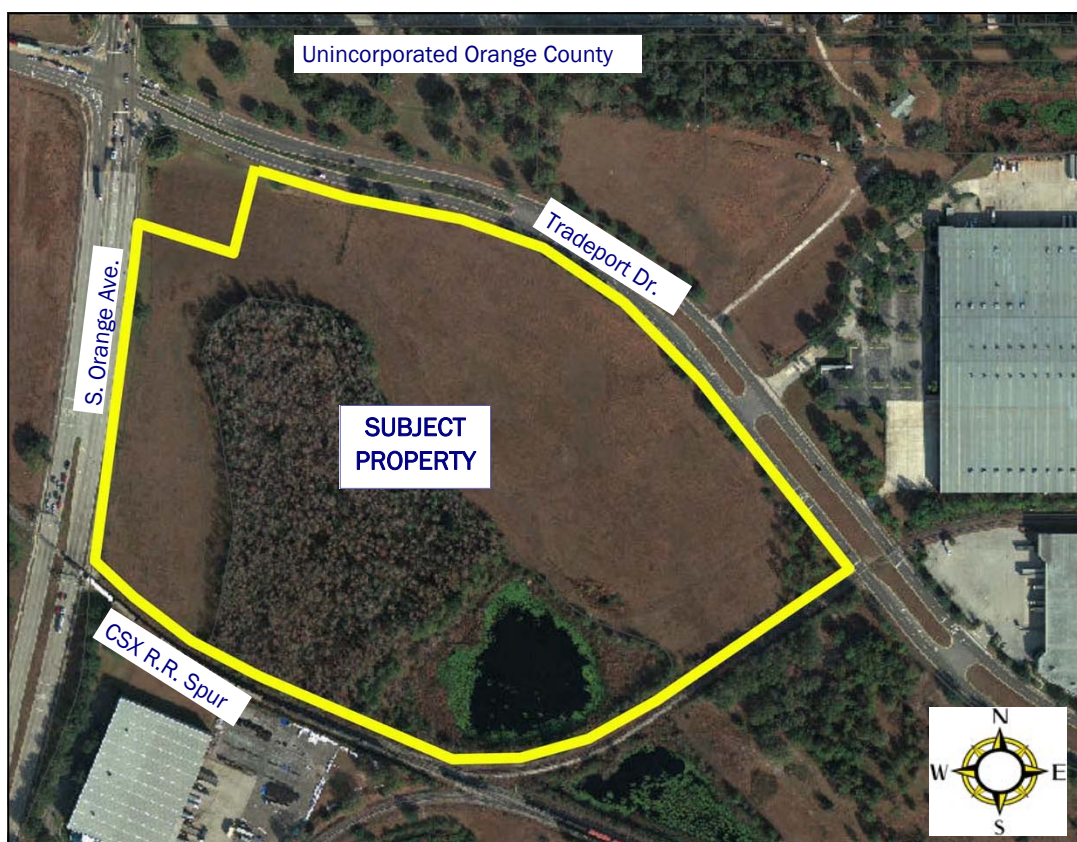 Unincorporated Orange County
Tradeport Dr.
S. Orange Ave.
SUBJECT
PROPERTY
CSX R.R. Spur
N
W E
S